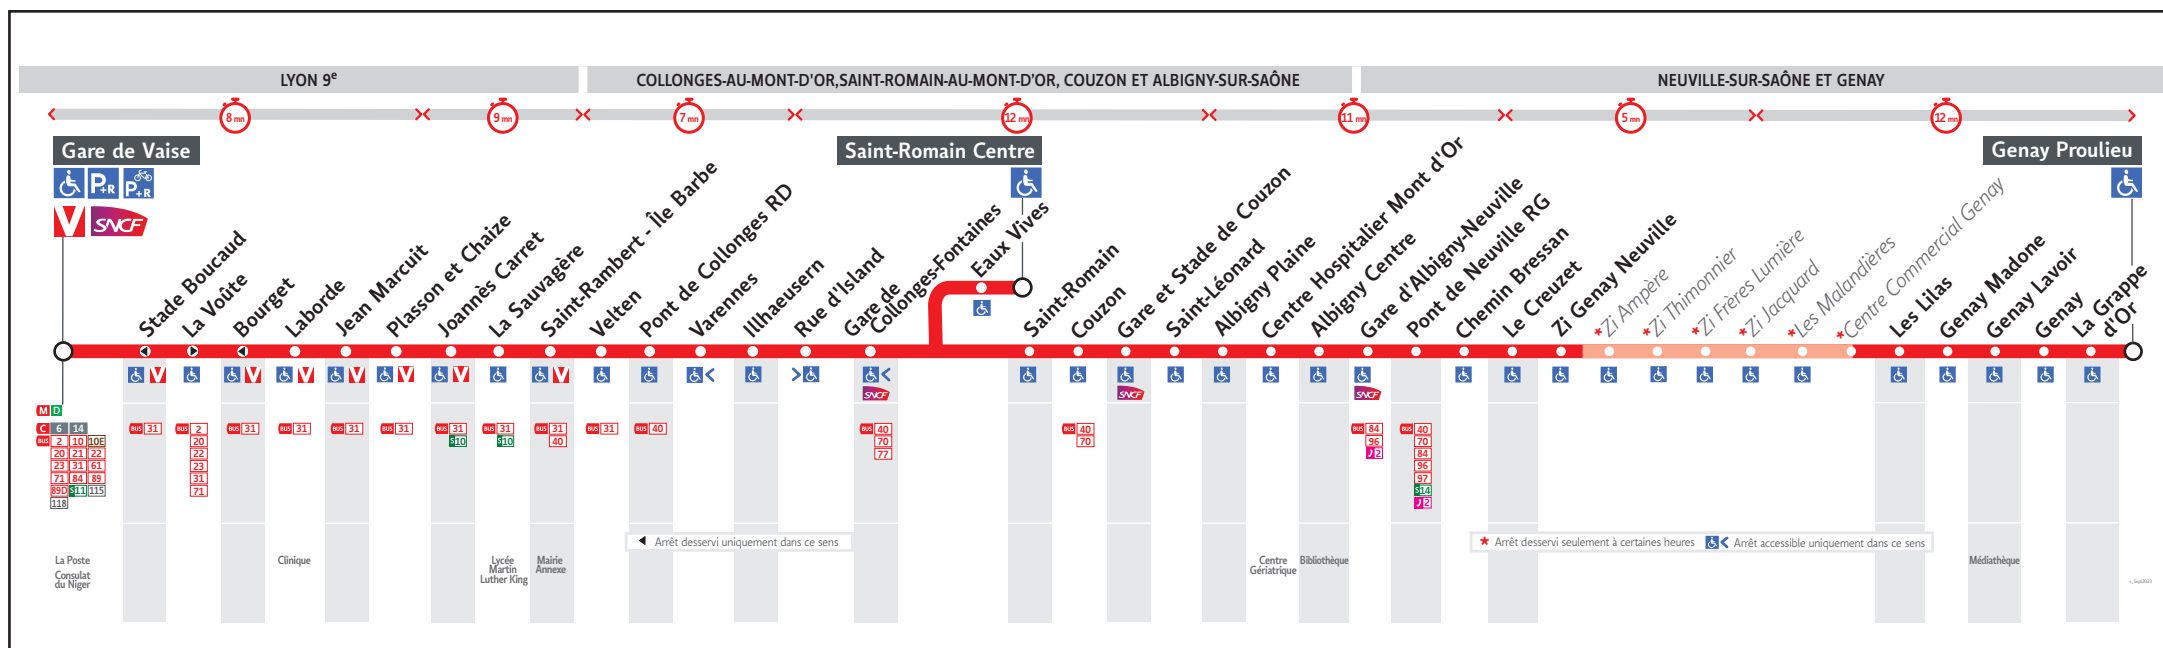 LYON 9e
COLLONGES-AU-MONT-D'OR,SAINT-ROMAIN-AU-MONT-D'OR, COUZON ET ALBIGNY-SUR-SAÔNE
NEUVILLE-SUR-SAÔNE ET GENAY
8 mn
9 mn
7 mn
12 mn
11 mn
5 mn
12 mn
Gare de Vaise
P+R
P+R
V
SNCF
Saint-Romain Centre
Genay Proulieu
Stade Boucaud
La Voûte
Bourget
Laborde
Jean Marcuit
Plasson et Chaize
Joannès Carret
La Sauvagère
Saint-Rambert - Île Barbe
Velten
Pont de Collonges RD
Varennes
Illhaeusern
Rue d'Island
Gare de
Collonges-Fontaines
Eaux Vives
Saint-Romain
Couzon
Gare et Stade de Couzon
Saint-Léonard
Albigny Plaine
Centre Hospitalier Mont d'Or
Albigny Centre
Gare d'Albigny-Neuville
Pont de Neuville RG
Chemin Bressan
Le Creuzet
Zi Genay Neuville
*Zi Ampère
*Zi Thimonnier
*Zi Frères Lumière
*Zi Jacquard
*Les Mandières
*Centre Commercial Genay
Les Lilas
Genay Madone
Genay Lavoir
Genay
La Grappe
d'Or
V
V
V
V
V
V
V
SNCF
SNCF
SNCF
M D
C 6 14
BUS 2 10 10E
20 21 22
23 31 61
71 84 89
89D S11 115
118
BUS 31
BUS 2
20
22
23
31
71
BUS 31
BUS 31
BUS 31
BUS 31
BUS 31
S10
BUS 31
S10
BUS 31
40
BUS 31
BUS 40
BUS 40
70
77
BUS 40
70
BUS 84
96
J2
BUS 40
70
84
96
97
S14
J2
Arrêt desservi uniquement dans ce sens
* Arrêt desservi seulement à certaines heures
Arrêt accessible uniquement dans ce sens
La Poste
Consulat
du Niger
Clinique
Lycée
Martin
Luther King
Mairie
Annexe
Centre
Gériatrique
Bibliothèque
Médiathèque